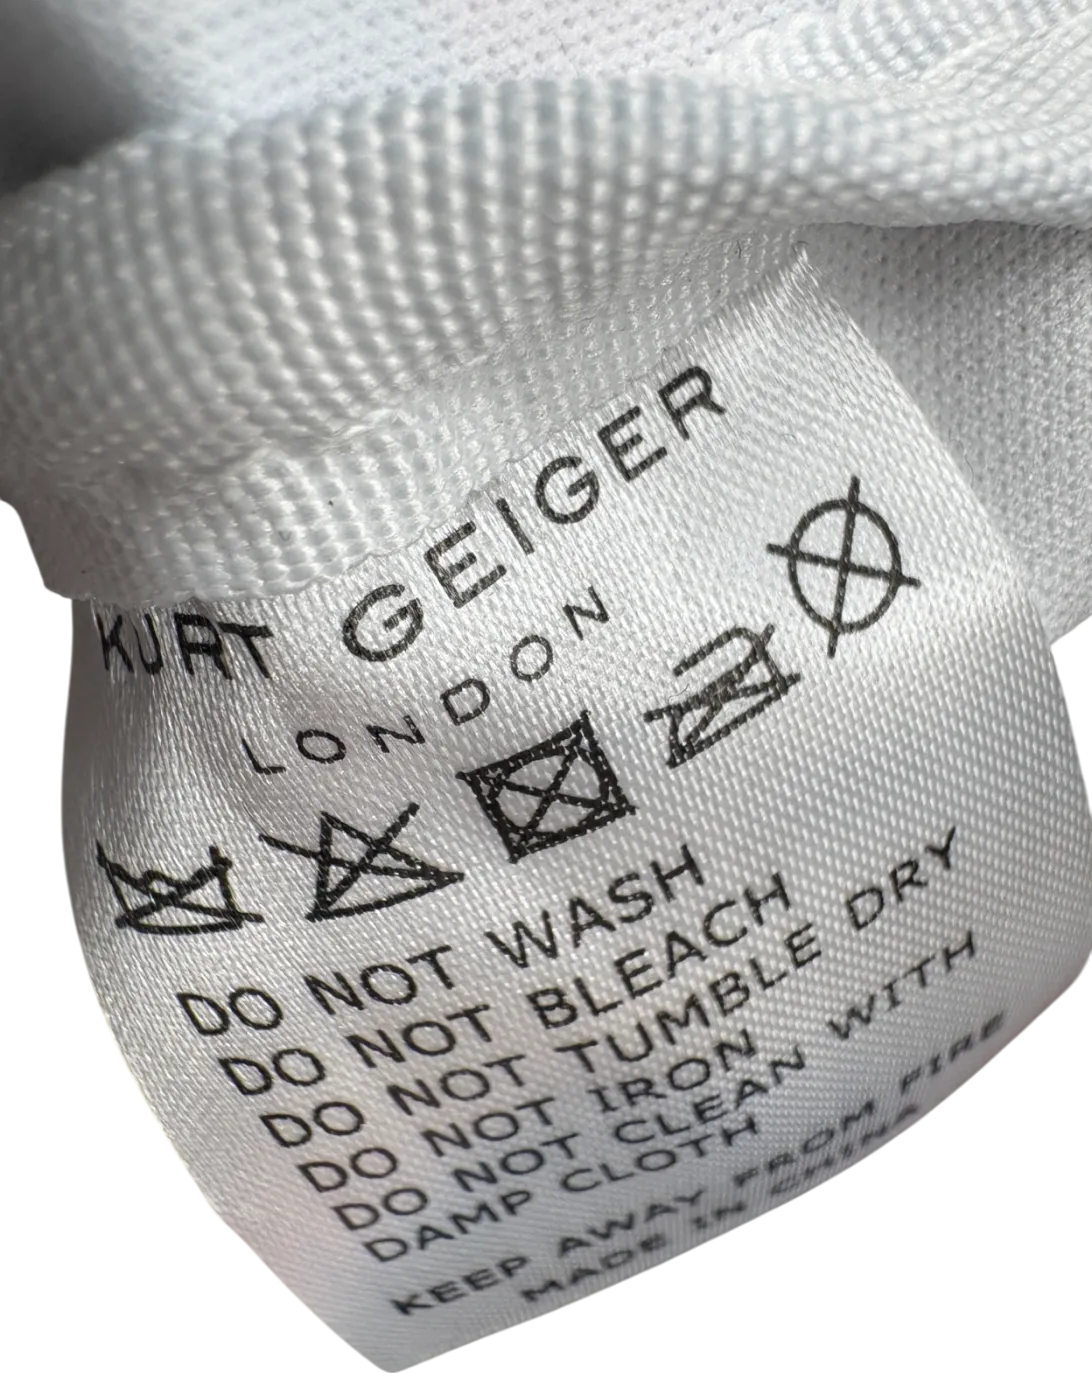 KURT GEIGER
LONDON
DO NOT WASH
DO NOT BLEACH
DO NOT TUMBLE DRY
DO NOT IRON
DO NOT CLEAN WITH
DAMP CLOTH
KEEP AWAY FROM FIRE
MADE IN CHINA